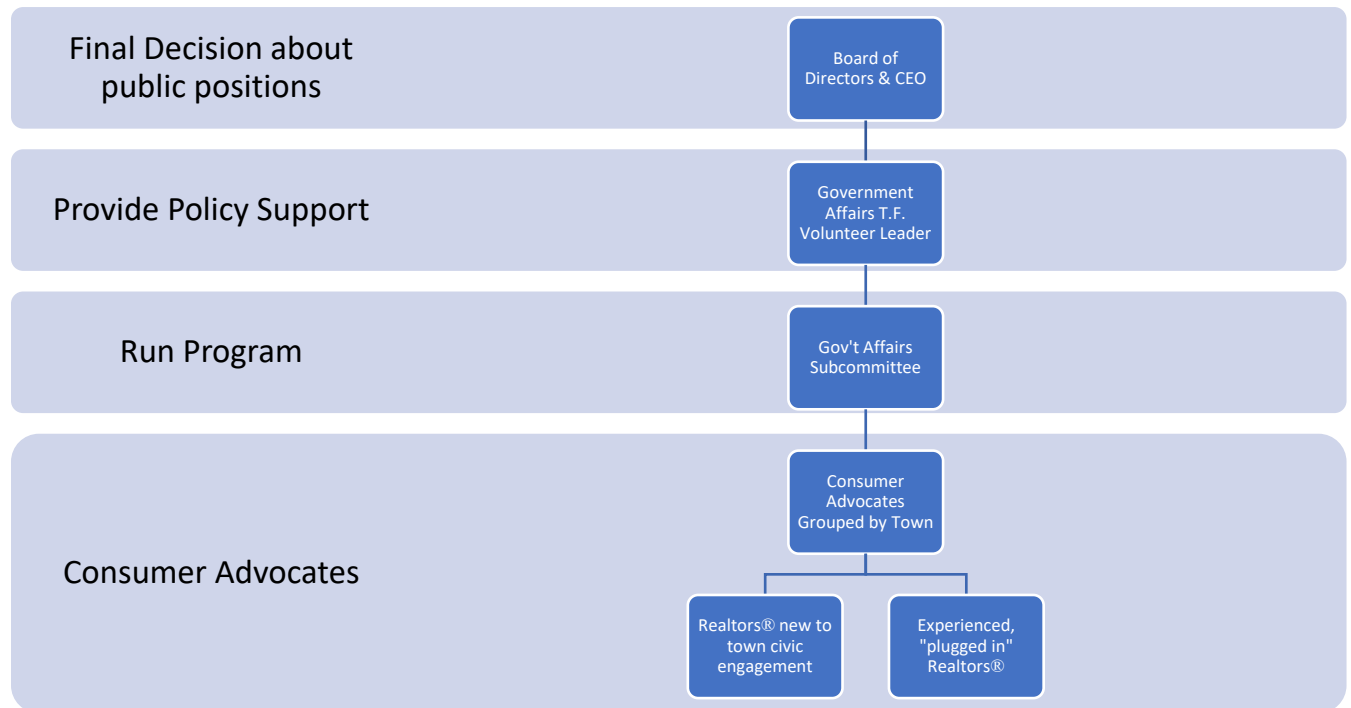 Final Decision about
public positions
Board of
Directors & CEO
Provide Policy Support
Government
Affairs T.F.
Volunteer Leader
Run Program
Gov't Affairs
Subcommittee
Consumer Advocates
Consumer
Advocates
Grouped by Town
Realtors® new to
town civic
engagement
Experienced,
"plugged in"
Realtors®